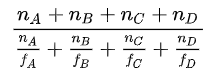 n_A + n_B + n_C + n_D
n_A/f_A + n_B/f_B + n_C/f_C + n_D/f_D